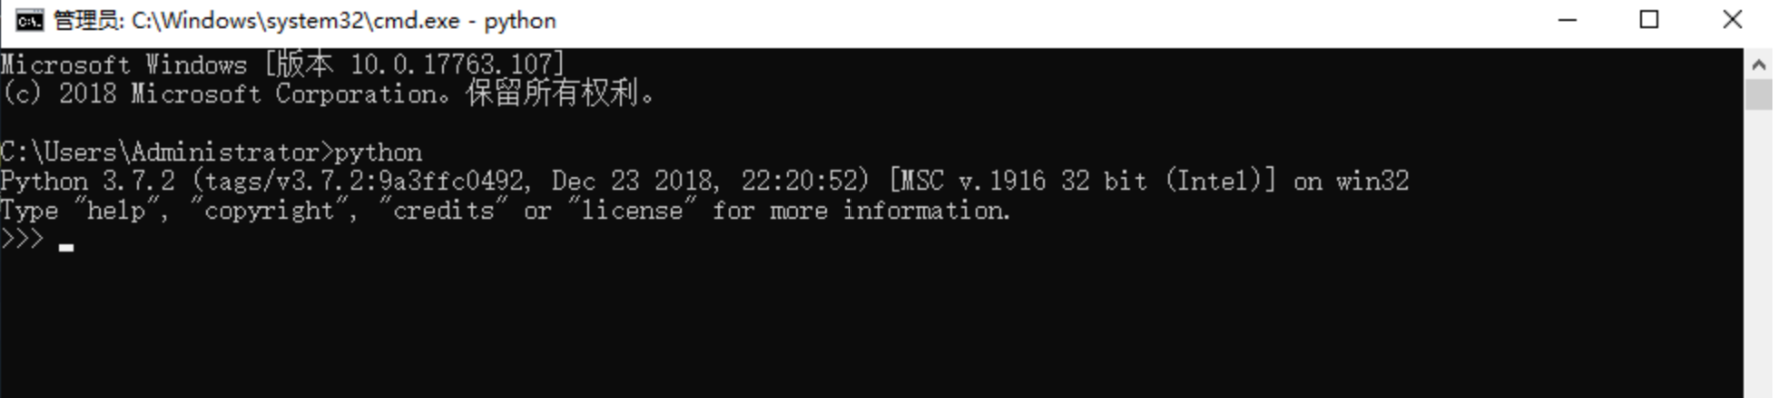 管理员: C:\Windows\system32\cmd.exe - python
Microsoft Windows [版本 10.0.17763.107]
(c) 2018 Microsoft Corporation。保留所有权利。
C:\Users\Administrator>python
Python 3.7.2 (tags/v3.7.2:9a3ffc0492, Dec 23 2018, 22:20:52) [MSC v.1916 32 bit (Intel)] on win32
Type "help", "copyright", "credits" or "license" for more information.
>>>